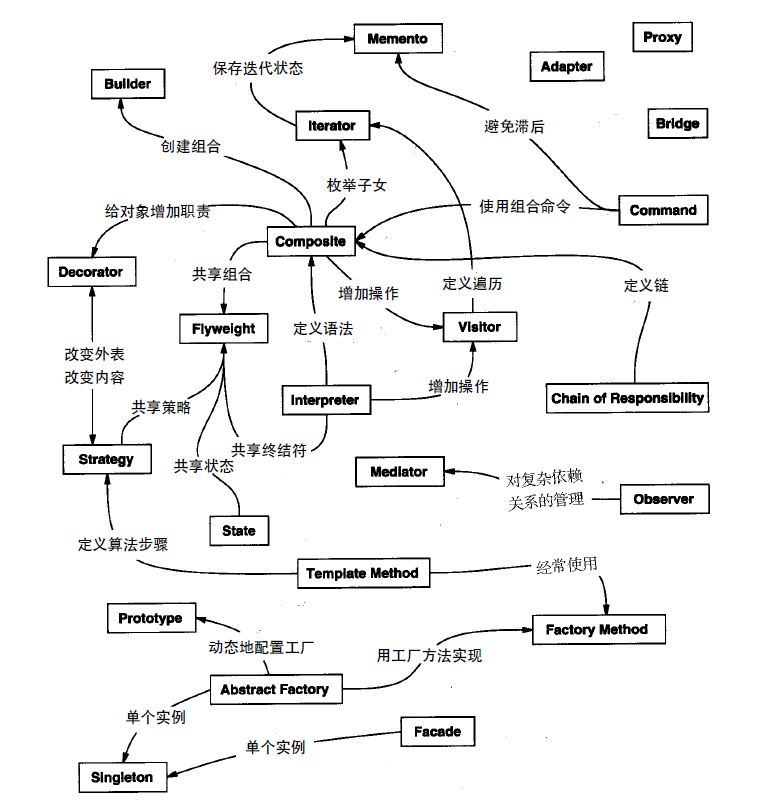 Proxy
Memento
Adapter
保存迭代状态
Builder
Iterator
避免滞后
Bridge
创建组合
枚举子女
给对象增加职责
使用组合命令
Command
Composite
Decorator
共享组合
增加操作
定义遍历
定义链
Flyweight
定义语法
Visitor
改变外表
改变内容
增加操作
Interpreter
Chain of Responsibility
共享策略
共享终结符
Strategy
共享状态
Mediator
对复杂依赖
关系的管理
Observer
State
定义算法步骤
Template Method
经常使用
Prototype
Factory Method
动态地配置工厂
用工厂方法实现
Abstract Factory
单个实例
Facade
单个实例
Singleton